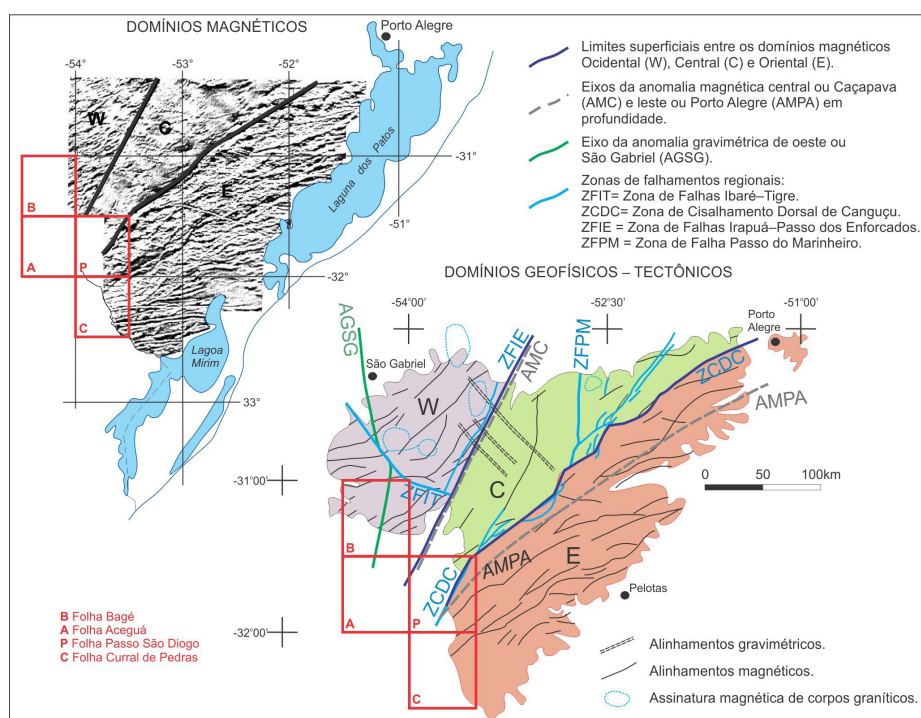 DOMÍNIOS MAGNÉTICOS
Porto Alegre
-54°
-53°
-52°
-51°
-31°
-32°
-33°
W
C
E
B
A
P
C
Laguna dos Patos
Lagoa
Mirim
Limites superficiais entre os domínios magnéticos
Ocidental (W), Central (C) e Oriental (E).
Eixos da anomalia magnética central ou Caçapava
(AMC) e leste ou Porto Alegre (AMPA) em
profundidade.
Eixo da anomalia gravimétrica de oeste ou
São Gabriel (AGSG).
Zonas de falhamentos regionais:
ZFIT= Zona de Falhas Ibaré–Tigre.
ZCDC= Zona de Cisalhamento Dorsal de Canguçu.
ZFIE = Zona de Falhas Irapuá–Passo dos Enforcados.
ZFPM = Zona de Falha Passo do Marinheiro.
DOMÍNIOS GEOFÍSICOS – TECTÔNICOS
-54°00'
-52°30'
-51°00'
Porto
Alegre
AGSG
São Gabriel
ZFIE
AMC
ZFPM
ZCDC
AMPA
W
C
E
-31°00'
ZFIT
0 50 100km
B
A
P
C
ZCDC
AMPA
Pelotas
-32°00'
B Folha Bagé
A Folha Aceguá
P Folha Passo São Diogo
C Folha Curral de Pedras
Alinhamentos gravimétricos.
Alinhamentos magnéticos.
Assinatura magnética de corpos graníticos.